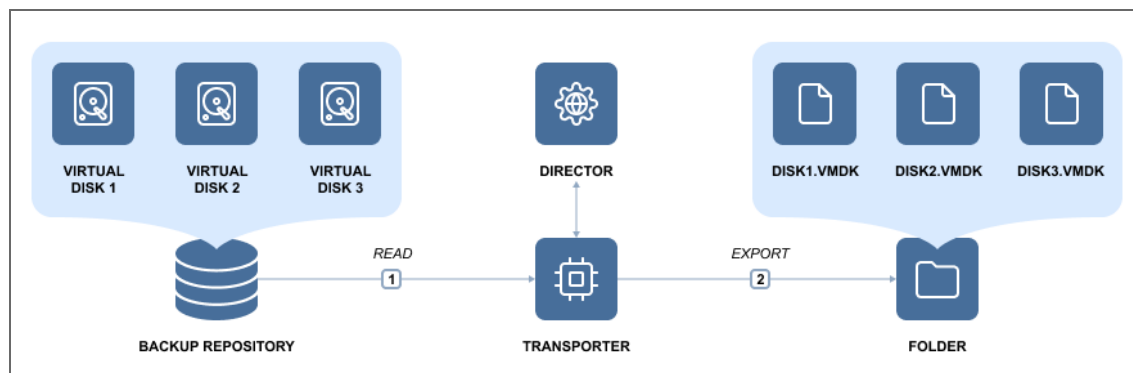 VIRTUAL
DISK 1
VIRTUAL
DISK 2
VIRTUAL
DISK 3
DIRECTOR
DISK1.VMDK
DISK2.VMDK
DISK3.VMDK
READ
1
EXPORT
2
BACKUP REPOSITORY
TRANSPORTER
FOLDER